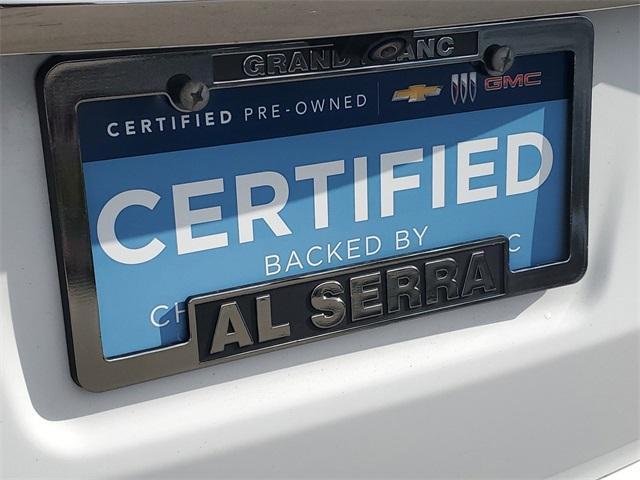 GRAND BLANC
CERTIFIED PRE-OWNED GMC
CERTIFIED
BACKED BY
AL SERRA